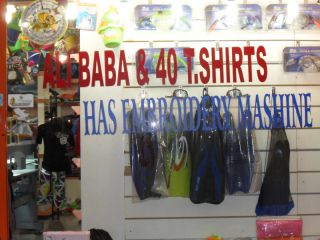 ALI BABA & 40 T.SHIRTS
HAS EMBROIDERY MASHINE